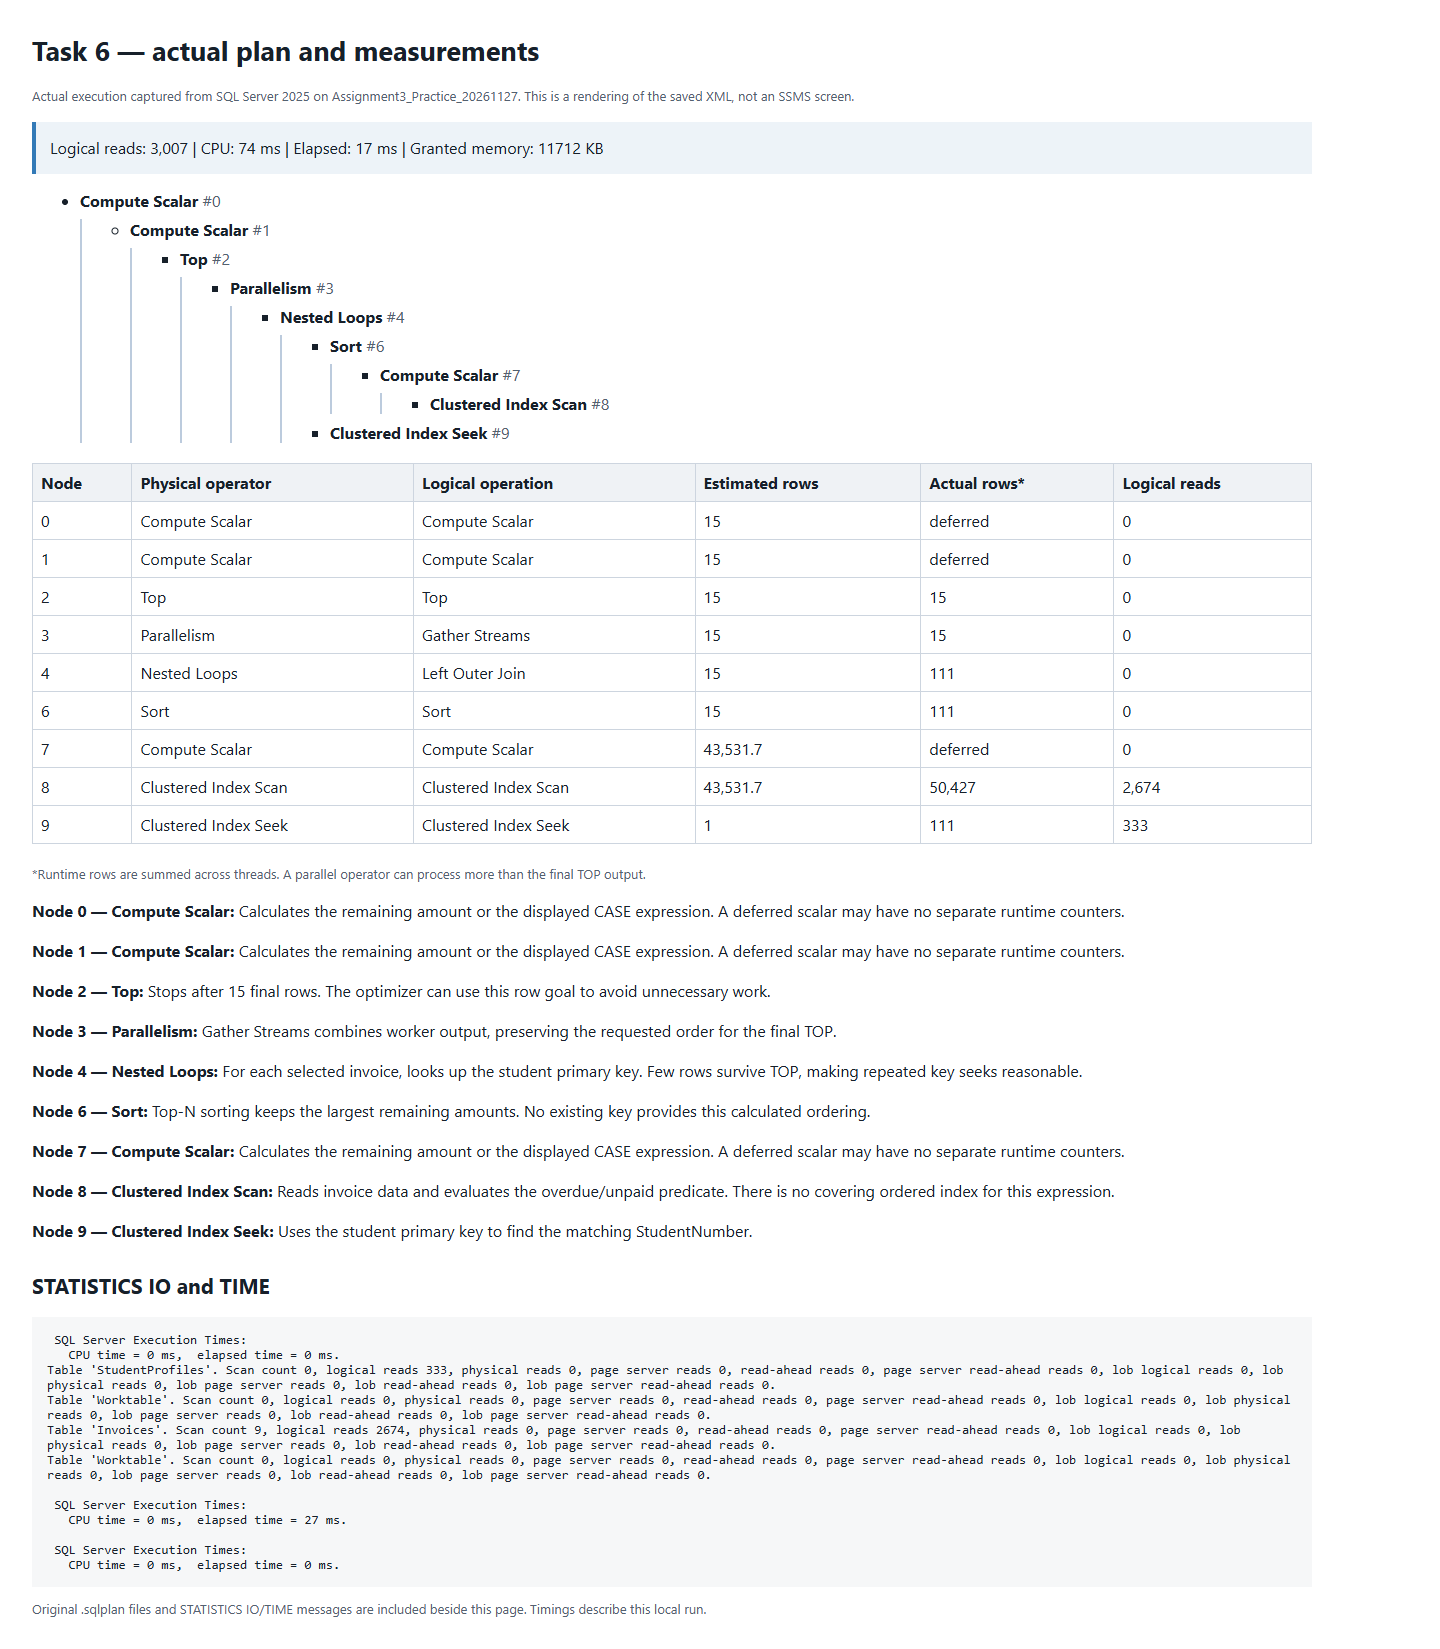 Task 6 — actual plan and measurements
Actual execution captured from SQL Server 2025 on Assignment3_Practice_20261127. This is a rendering of the saved XML, not an SSMS screen.
Logical reads: 3,007 | CPU: 74 ms | Elapsed: 17 ms | Granted memory: 11712 KB
Compute Scalar #0
Compute Scalar #1
Top #2
Parallelism #3
Nested Loops #4
Sort #6
Compute Scalar #7
Clustered Index Scan #8
Clustered Index Seek #9
Node Physical operator Logical operation Estimated rows Actual rows* Logical reads
0 Compute Scalar Compute Scalar 15 deferred 0
1 Compute Scalar Compute Scalar 15 deferred 0
2 Top Top 15 15 0
3 Parallelism Gather Streams 15 15 0
4 Nested Loops Left Outer Join 15 111 0
6 Sort Sort 15 111 0
7 Compute Scalar Compute Scalar 43,531.7 deferred 0
8 Clustered Index Scan Clustered Index Scan 43,531.7 50,427 2,674
9 Clustered Index Seek Clustered Index Seek 1 111 333
*Runtime rows are summed across threads. A parallel operator can process more than the final TOP output.
Node 0 — Compute Scalar: Calculates the remaining amount or the displayed CASE expression. A deferred scalar may have no separate runtime counters.
Node 1 — Compute Scalar: Calculates the remaining amount or the displayed CASE expression. A deferred scalar may have no separate runtime counters.
Node 2 — Top: Stops after 15 final rows. The optimizer can use this row goal to avoid unnecessary work.
Node 3 — Parallelism: Gather Streams combines worker output, preserving the requested order for the final TOP.
Node 4 — Nested Loops: For each selected invoice, looks up the student primary key. Few rows survive TOP, making repeated key seeks reasonable.
Node 6 — Sort: Top-N sorting keeps the largest remaining amounts. No existing key provides this calculated ordering.
Node 7 — Compute Scalar: Calculates the remaining amount or the displayed CASE expression. A deferred scalar may have no separate runtime counters.
Node 8 — Clustered Index Scan: Reads invoice data and evaluates the overdue/unpaid predicate. There is no covering ordered index for this expression.
Node 9 — Clustered Index Seek: Uses the student primary key to find the matching StudentNumber.
STATISTICS IO and TIME
SQL Server Execution Times:
CPU time = 0 ms, elapsed time = 0 ms.
Table 'StudentProfiles'. Scan count 0, logical reads 333, physical reads 0, page server reads 0, read-ahead reads 0, page server read-ahead reads 0, lob logical reads 0, lob
physical reads 0, lob page server reads 0, lob read-ahead reads 0, lob page server read-ahead reads 0.
Table 'Worktable'. Scan count 0, logical reads 0, physical reads 0, page server reads 0, read-ahead reads 0, page server read-ahead reads 0, lob logical reads 0, lob physical
reads 0, lob page server reads 0, lob read-ahead reads 0, lob page server read-ahead reads 0.
Table 'Invoices'. Scan count 9, logical reads 2674, physical reads 0, page server reads 0, read-ahead reads 0, page server read-ahead reads 0, lob logical reads 0, lob
physical reads 0, lob page server reads 0, lob read-ahead reads 0, lob page server read-ahead reads 0.
Table 'Worktable'. Scan count 0, logical reads 0, physical reads 0, page server reads 0, read-ahead reads 0, page server read-ahead reads 0, lob logical reads 0, lob physical
reads 0, lob page server reads 0, lob read-ahead reads 0, lob page server read-ahead reads 0.
SQL Server Execution Times:
CPU time = 0 ms, elapsed time = 27 ms.
SQL Server Execution Times:
CPU time = 0 ms, elapsed time = 0 ms.
Original .sqlplan files and STATISTICS IO/TIME messages are included beside this page. Timings describe this local run.